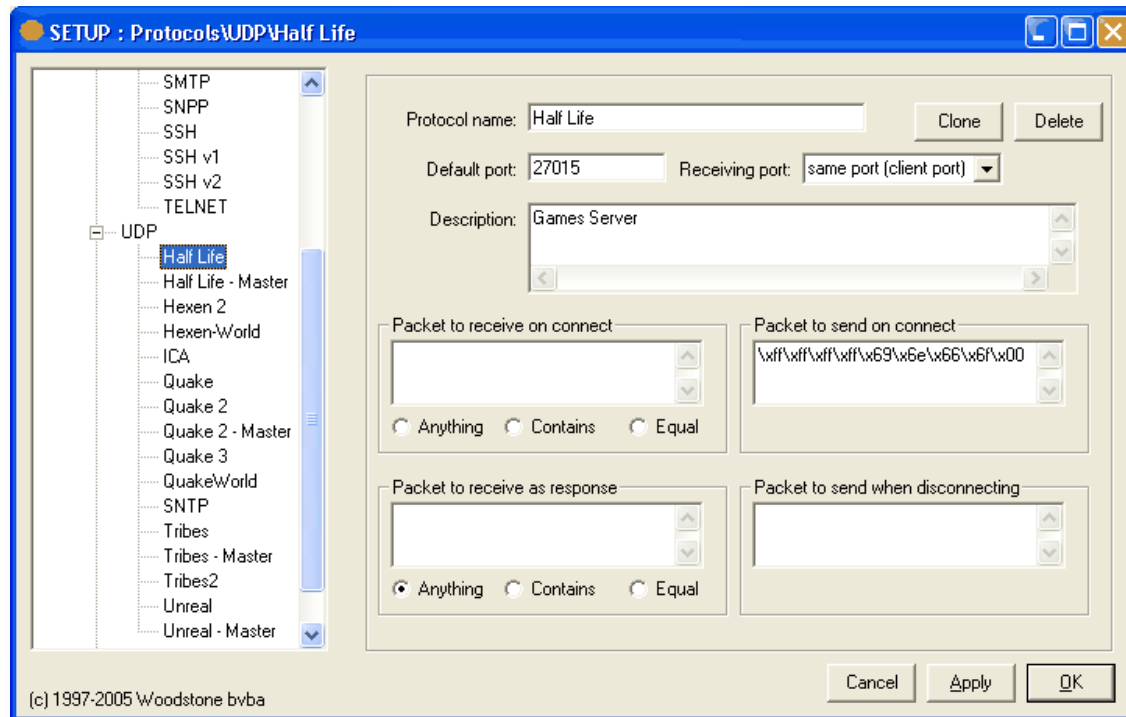 SETUP : Protocols\UDP\Half Life
SMTP
SNPP
SSH
SSH v1
SSH v2
TELNET
UDP
Half Life
Half Life - Master
Hexen 2
Hexen-World
ICA
Quake
Quake 2
Quake 2 - Master
Quake 3
QuakeWorld
SNTP
Tribes
Tribes - Master
Tribes2
Unreal
Unreal - Master
Protocol name: Half Life Clone Delete
Default port: 27015 Receiving port: same port (client port)
Description: Games Server
Packet to receive on connect
Anything Contains Equal
Packet to send on connect
\xff\xff\xff\xff\x69\x6e\x66\x6f\x00
Packet to receive as response
Anything Contains Equal
Packet to send when disconnecting
Cancel Apply OK
(c) 1997-2005 Woodstone bvba